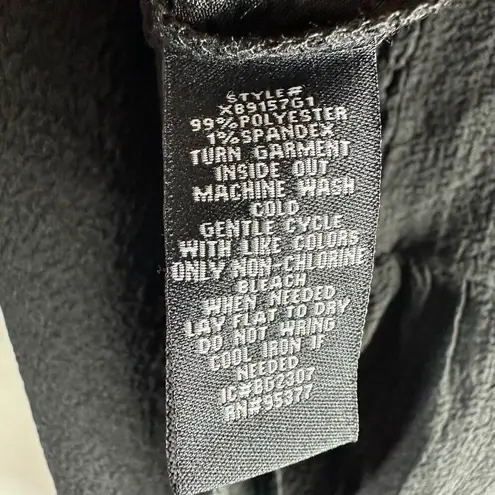 STYLE#
XB9157G1
99%POLYESTER
1%SPANDEX
TURN GARMENT
INSIDE OUT
MACHINE WASH
COLD
GENTLE CYCLE
WITH LIKE COLORS
ONLY NON-CHLORINE
BLEACH
WHEN NEEDED
LAY FLAT TO DRY
DO NOT WRING
COOL IRON IF
NEEDED
IC#BG2307
RN#95377